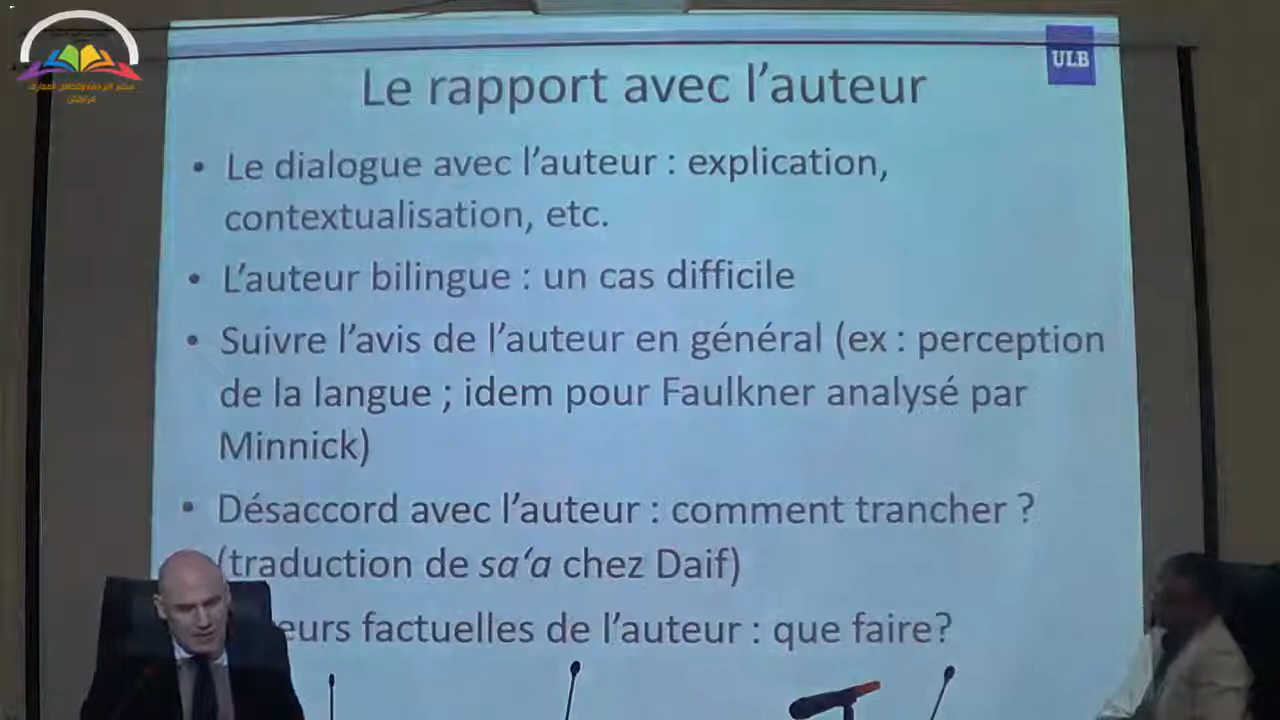 ULB
Le rapport avec l’auteur
• Le dialogue avec l’auteur : explication,
contextualisation, etc.
• L’auteur bilingue : un cas difficile
• Suivre l’avis de l’auteur en général (ex : perception
de la langue ; idem pour Faulkner analysé par
Minnick)
• Désaccord avec l’auteur : comment trancher ?
(traduction de sa‘a chez Daif)
eurs factuelles de l’auteur : que faire?